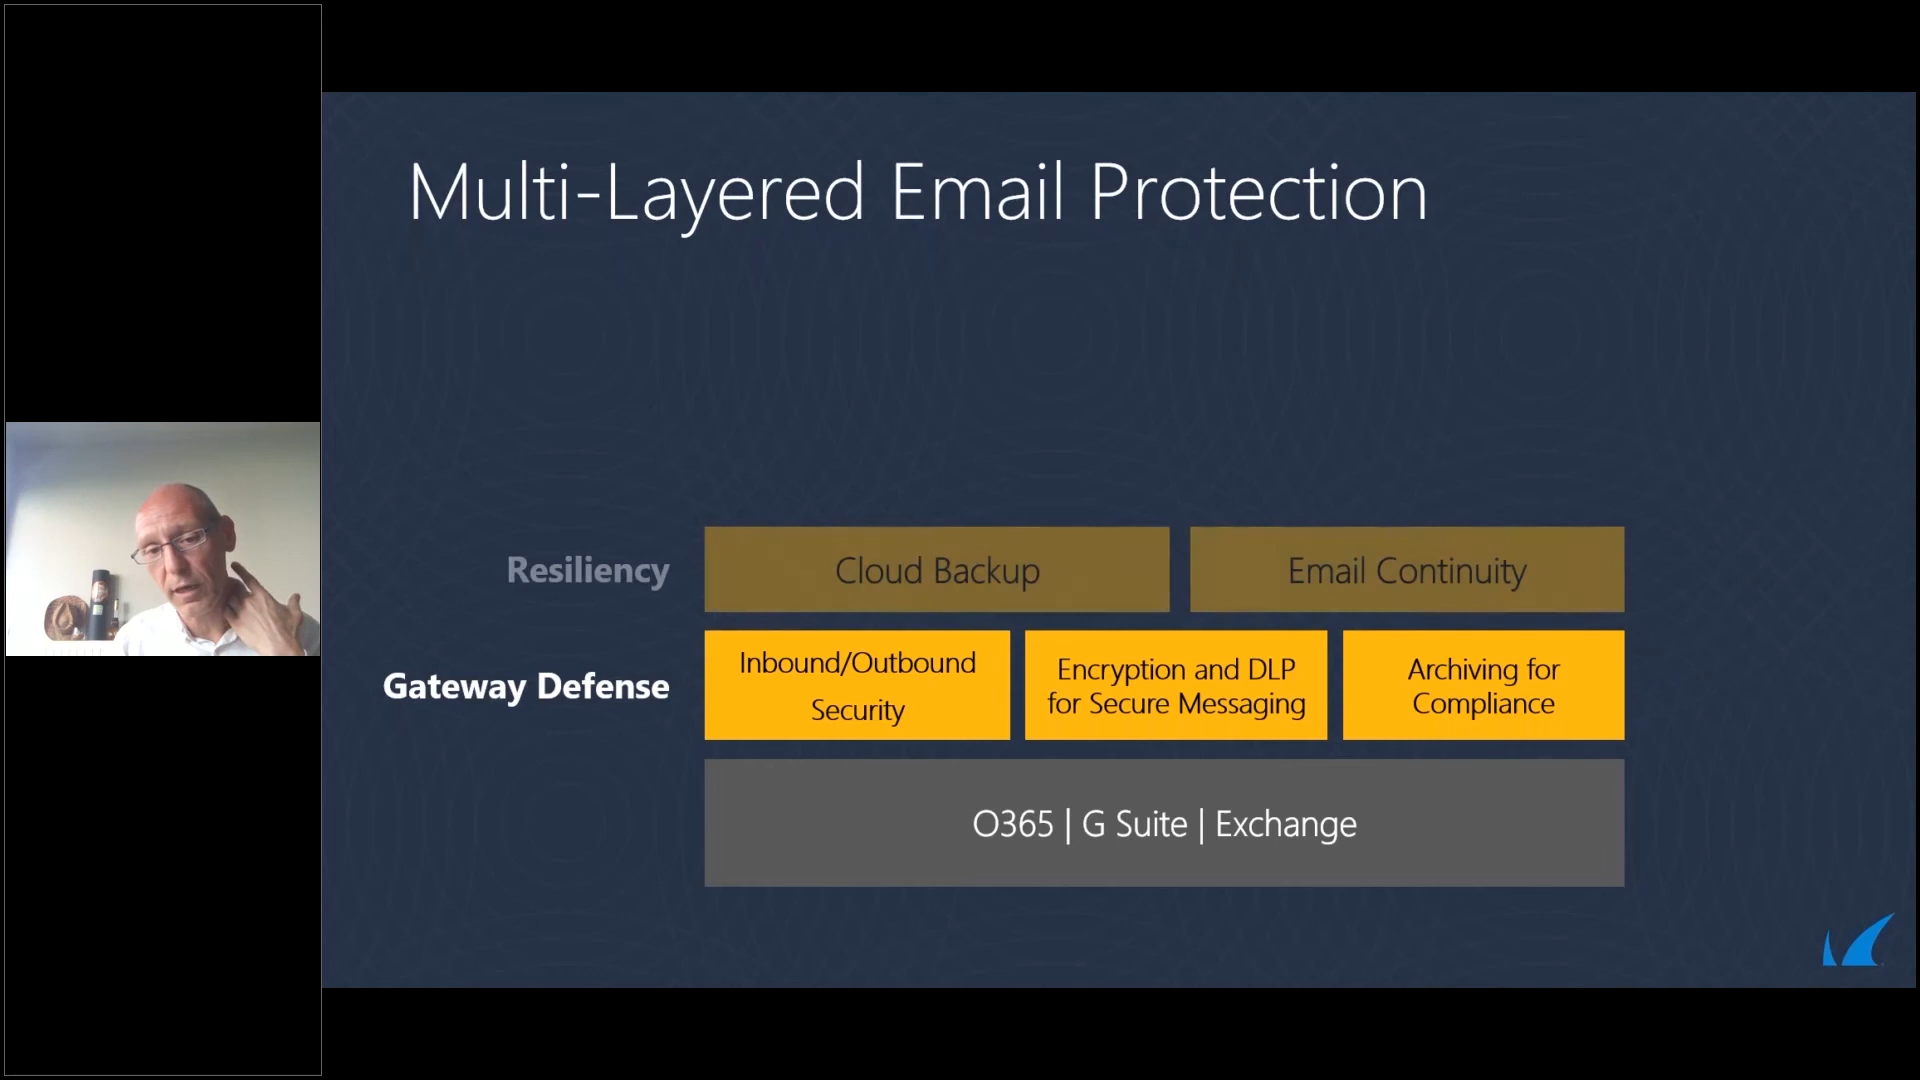 Multi-Layered Email Protection
Resiliency
Cloud Backup
Email Continuity
Gateway Defense
Inbound/Outbound
Security
Encryption and DLP
for Secure Messaging
Archiving for
Compliance
O365 | G Suite | Exchange